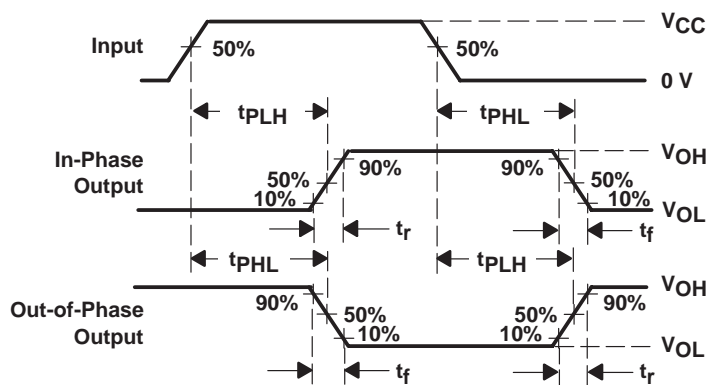 VCC
Input
50%
50%
0 V
tPLH
tPHL
In-Phase
Output
VOH
90%
90%
50%
50%
10%
10%
VOL
tr
tf
tPHL
tPLH
Out-of-Phase
Output
VOH
90%
90%
50%
50%
10%
10%
VOL
tf
tr